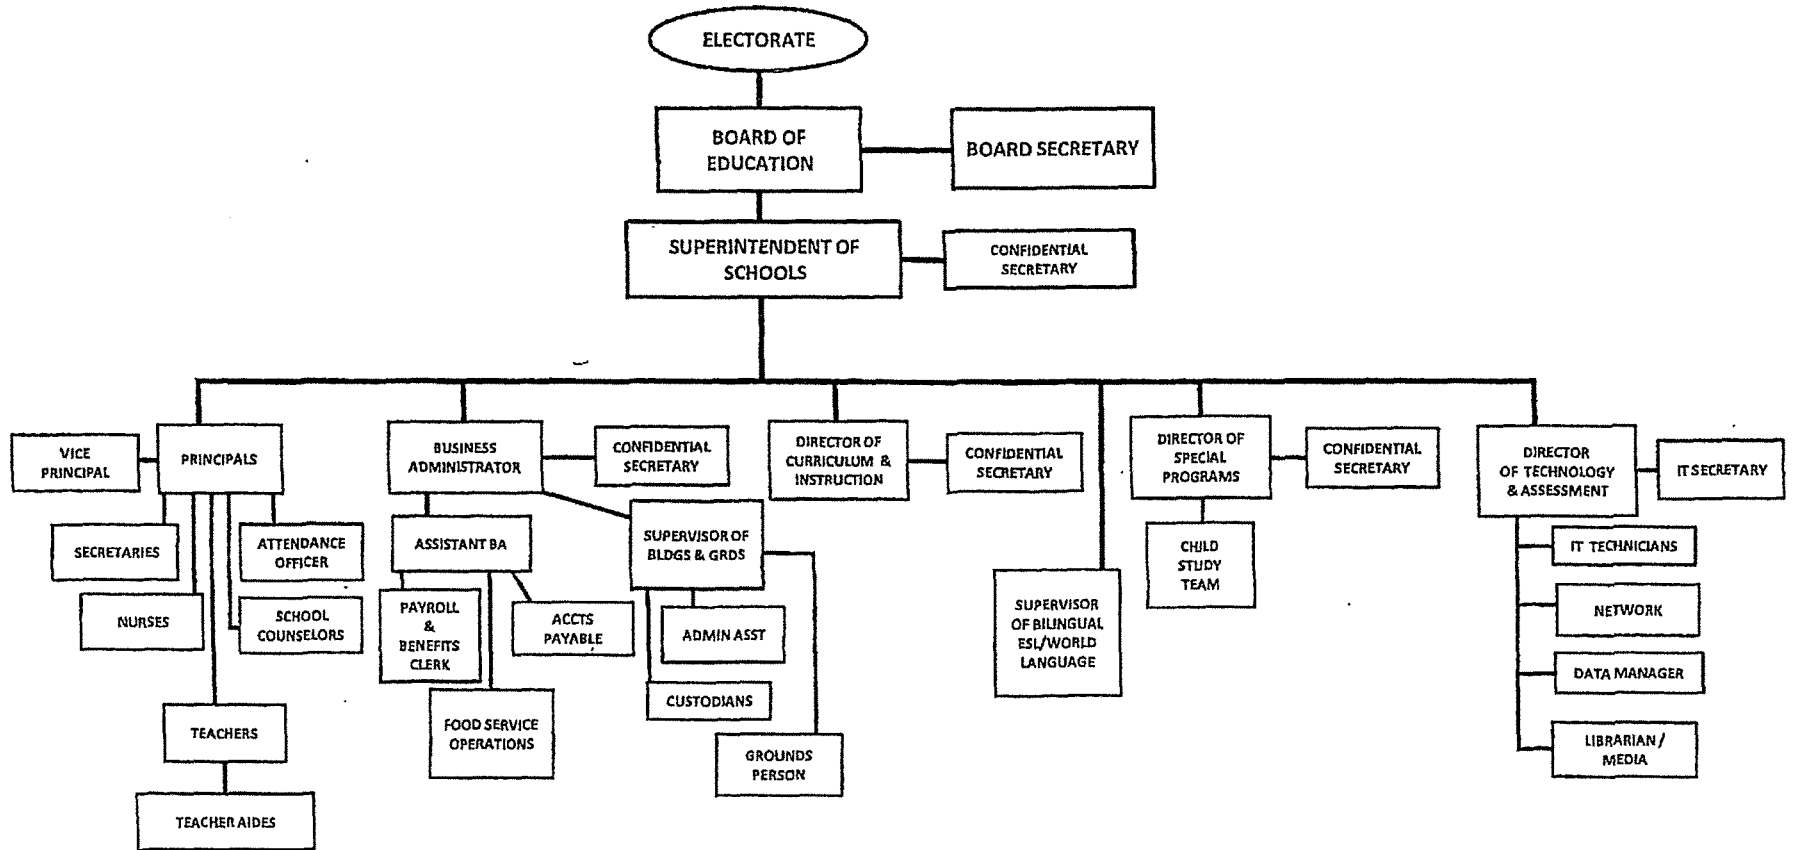 ELECTORATE
BOARD OF
EDUCATION
BOARD SECRETARY
SUPERINTENDENT OF
SCHOOLS
CONFIDENTIAL
SECRETARY
VICE
PRINCIPAL
PRINCIPALS
SECRETARIES
ATTENDANCE
OFFICER
NURSES
SCHOOL
COUNSELORS
TEACHERS
TEACHER AIDES
BUSINESS
ADMINISTRATOR
CONFIDENTIAL
SECRETARY
ASSISTANT BA
SUPERVISOR OF
BLDGS & GRDS
PAYROLL
&
BENEFITS
CLERK
ACCTS
PAYABLE
FOOD SERVICE
OPERATIONS
ADMIN ASST
CUSTODIANS
GROUNDS
PERSON
DIRECTOR OF
CURRICULUM &
INSTRUCTION
CONFIDENTIAL
SECRETARY
SUPERVISOR
OF BILINGUAL
ESL/WORLD
LANGUAGE
DIRECTOR OF
SPECIAL
PROGRAMS
CONFIDENTIAL
SECRETARY
CHILD
STUDY
TEAM
DIRECTOR
OF TECHNOLOGY
& ASSESSMENT
IT SECRETARY
IT TECHNICIANS
NETWORK
DATA MANAGER
LIBRARIAN /
MEDIA